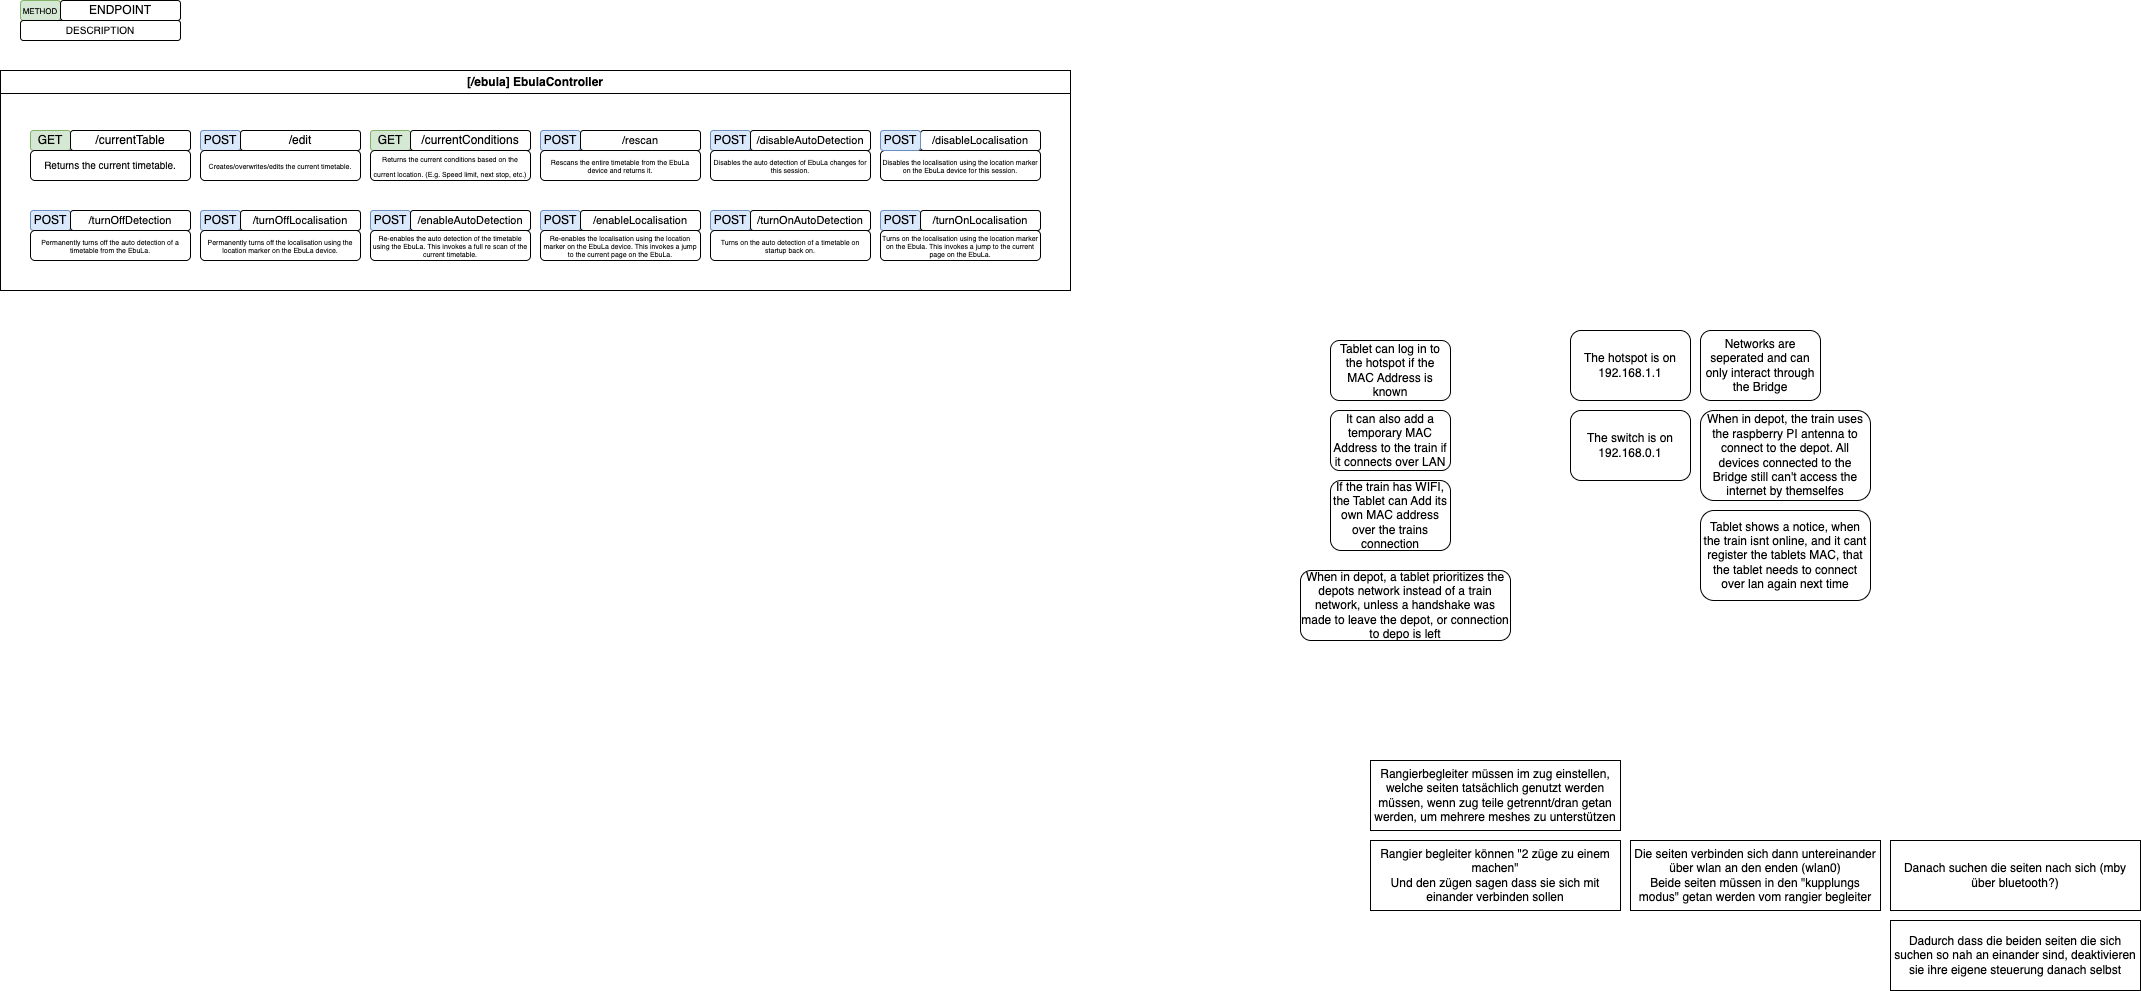 METHOD
ENDPOINT
DESCRIPTION
[/ebula] EbulaController
GET
/currentTable
Returns the current timetable.
POST
/edit
Creates/overwrites/edits the current timetable.
GET
/currentConditions
Returns the current conditions based on the
current location. (E.g. Speed limit, next stop, etc.)
POST
/rescan
Rescans the entire timetable from the EbuLa
device and returns it.
POST
/disableAutoDetection
Disables the auto detection of EbuLa changes for
this session.
POST
/disableLocalisation
Disables the localisation using the location marker
on the EbuLa device for this session.
POST
/turnOffDetection
Permanently turns off the auto detection of a
timetable from the EbuLa.
POST
/turnOffLocalisation
Permanently turns off the localisation using the
location marker on the EbuLa device.
POST
/enableAutoDetection
Re-enables the auto detection of the timetable
using the EbuLa. This invokes a full re scan of the
current timetable.
POST
/enableLocalisation
Re-enables the localisation using the location
marker on the EbuLa device. This invokes a jump
to the current page on the EbuLa.
POST
/turnOnAutoDetection
Turns on the auto detection of a timetable on
startup back on.
POST
/turnOnLocalisation
Turns on the localisation using the location marker
on the Ebula. This invokes a jump to the current
page on the EbuLa.
Tablet can log in to
the hotspot if the
MAC Address is
known
The hotspot is on
192.168.1.1
Networks are
seperated and can
only interact through
the Bridge
It can also add a
temporary MAC
Address to the train if
it connects over LAN
The switch is on
192.168.0.1
When in depot, the train uses
the raspberry PI antenna to
connect to the depot. All
devices connected to the
Bridge still can't access the
internet by themselfes
If the train has WIFI,
the Tablet can Add its
own MAC address
over the trains
connection
Tablet shows a notice, when
the train isnt online, and it cant
register the tablets MAC, that
the tablet needs to connect
over lan again next time
When in depot, a tablet prioritizes the
depots network instead of a train
network, unless a handshake was
made to leave the depot, or connection
to depo is left
Rangierbegleiter müssen im zug einstellen,
welche seiten tatsächlich genutzt werden
müssen, wenn zug teile getrennt/dran getan
werden, um mehrere meshes zu unterstützen
Rangier begleiter können "2 züge zu einem
machen"
Und den zügen sagen dass sie sich mit
einander verbinden sollen
Die seiten verbinden sich dann untereinander
über wlan an den enden (wlan0)
Beide seiten müssen in den "kupplungs
modus" getan werden vom rangier begleiter
Danach suchen die seiten nach sich (mby
über bluetooth?)
Dadurch dass die beiden seiten die sich
suchen so nah an einander sind, deaktivieren
sie ihre eigene steuerung danach selbst